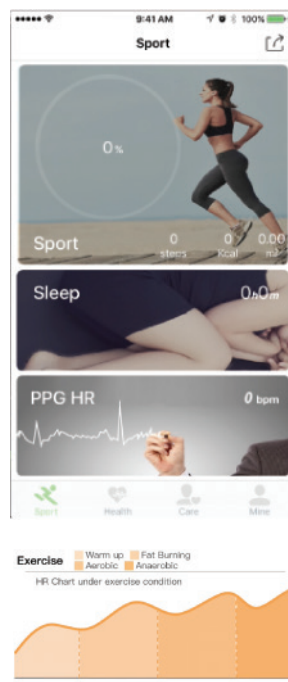 9:41 AM 100%
Sport
0 %
Sport
0 0 0.00
steps Kcal
Sleep 0h0m
PPG HR 0 bpm
Sport Health Care Mine
Exercise Warm up Fat Burning
Aerobic Anaerobic
HR Chart under exercise condition